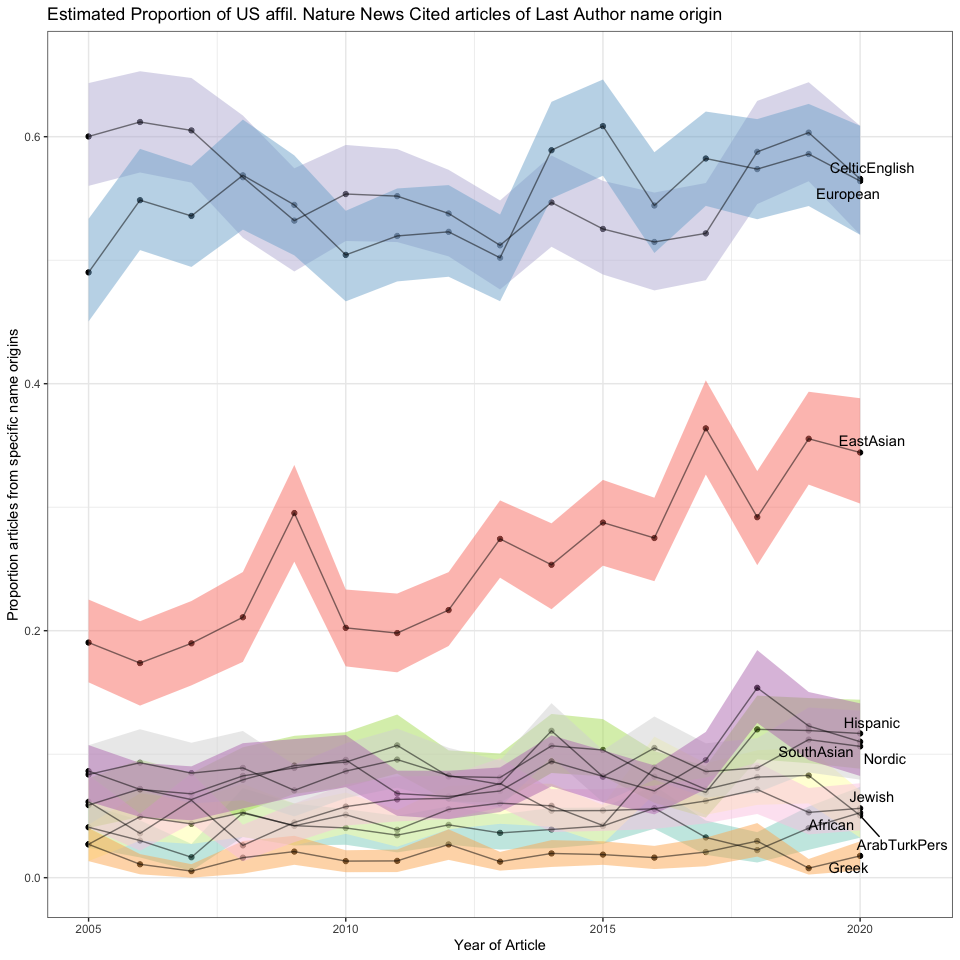 Estimated Proportion of US affil. Nature News Cited articles of Last Author name origin
Proportion articles from specific name origins
0.6
0.4
0.2
0.0
CelticEnglish
European
EastAsian
Hispanic
SouthAsian
Nordic
Jewish
African
ArabTurkPers
Greek
2005
2010
2015
2020
Year of Article